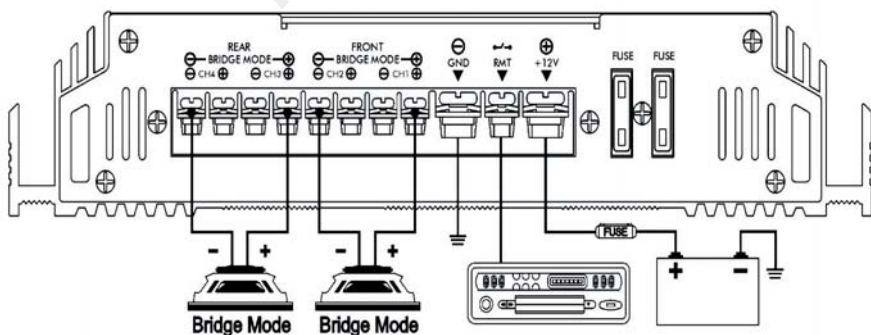 REAR FRONT
⊖ BRIDGE MODE ⊕ ⊖ BRIDGE MODE ⊕ ⊖ ⊕
⊖ CH4 ⊕ ⊖ CH3 ⊕ ⊖ CH2 ⊕ ⊖ CH1 ⊕ GND RMT +12V
FUSE FUSE
- + - +
FUSE
+ -
Bridge Mode Bridge Mode